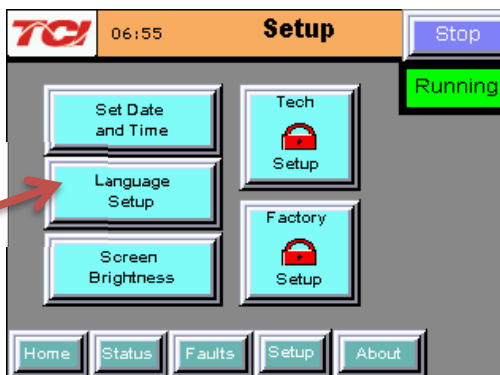 TCI
06:55
Setup
Stop
Running
Set Date
and Time
Tech
Setup
Language
Setup
Factory
Setup
Screen
Brightness
Home
Status
Faults
Setup
About